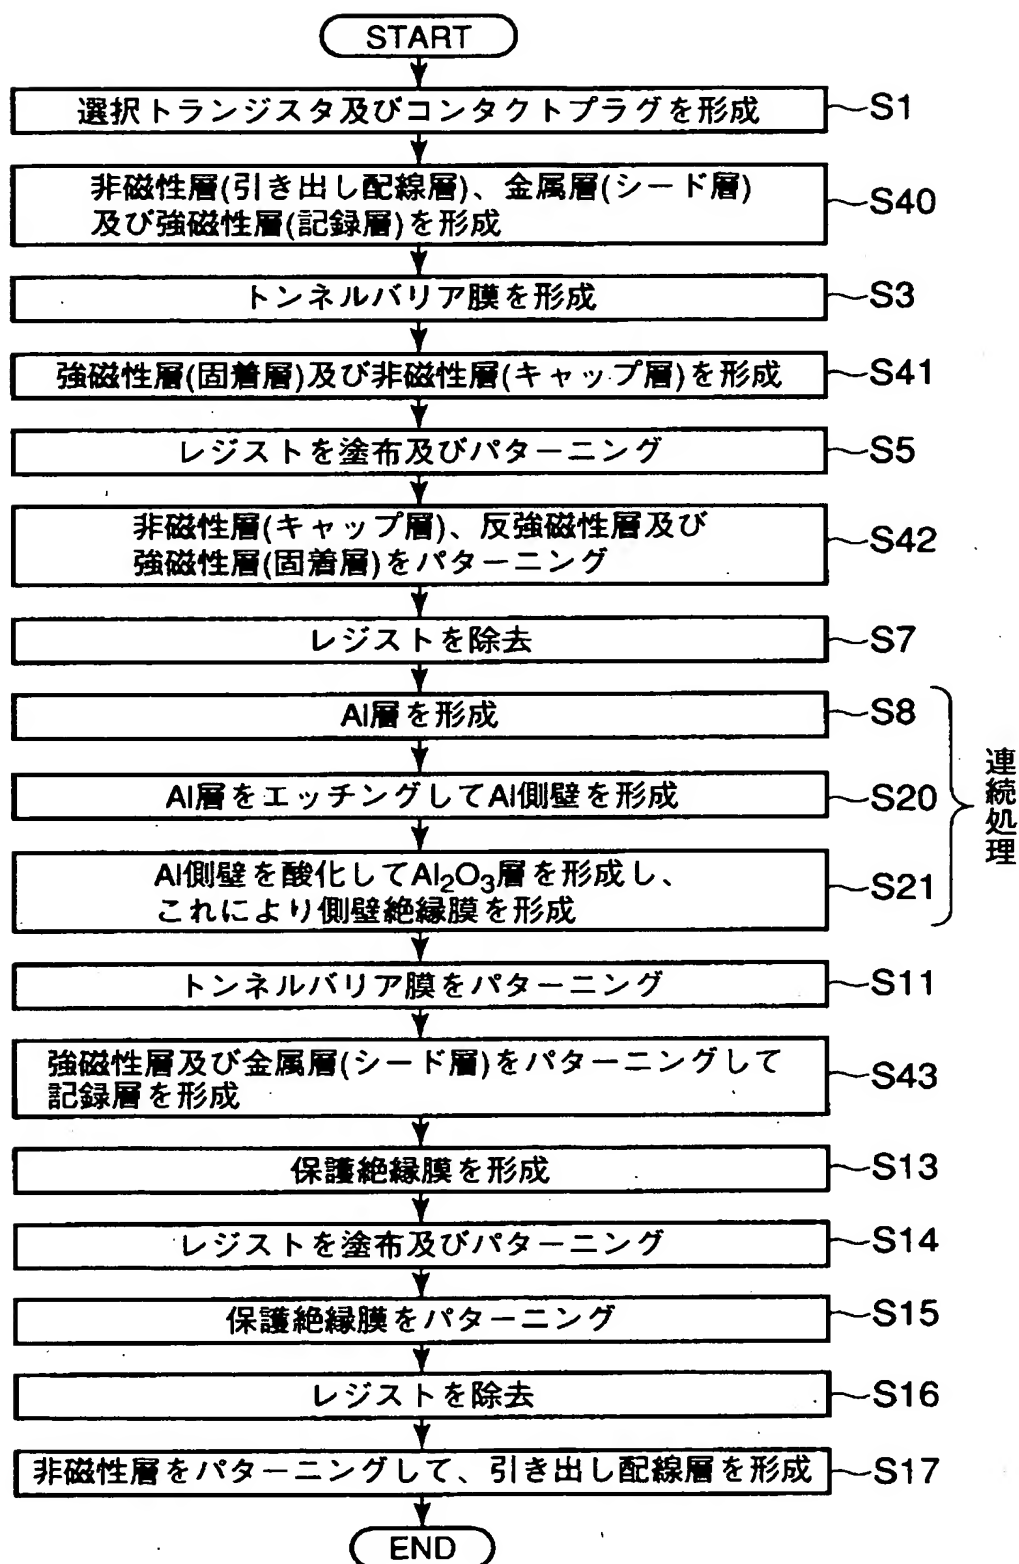 START
選択トランジスタ及びコンタクトプラグを形成
S1
非磁性層(引き出し配線層)、金属層(シード層)
及び強磁性層(記録層)を形成
S40
トンネルバリア膜を形成
S3
強磁性層(固着層)及び非磁性層(キャップ層)を形成
S41
レジストを塗布及びパターニング
S5
非磁性層(キャップ層)、反強磁性層及び
強磁性層(固着層)をパターニング
S42
レジストを除去
S7
Al層を形成
S8
Al層をエッチングしてAl側壁を形成
S20
Al側壁を酸化してAl₂O₃層を形成し、
これにより側壁絶縁膜を形成
S21
連続処理
トンネルバリア膜をパターニング
S11
強磁性層及び金属層(シード層)をパターニングして
記録層を形成
S43
保護絶縁膜を形成
S13
レジストを塗布及びパターニング
S14
保護絶縁膜をパターニング
S15
レジストを除去
S16
非磁性層をパターニングして、引き出し配線層を形成
S17
END